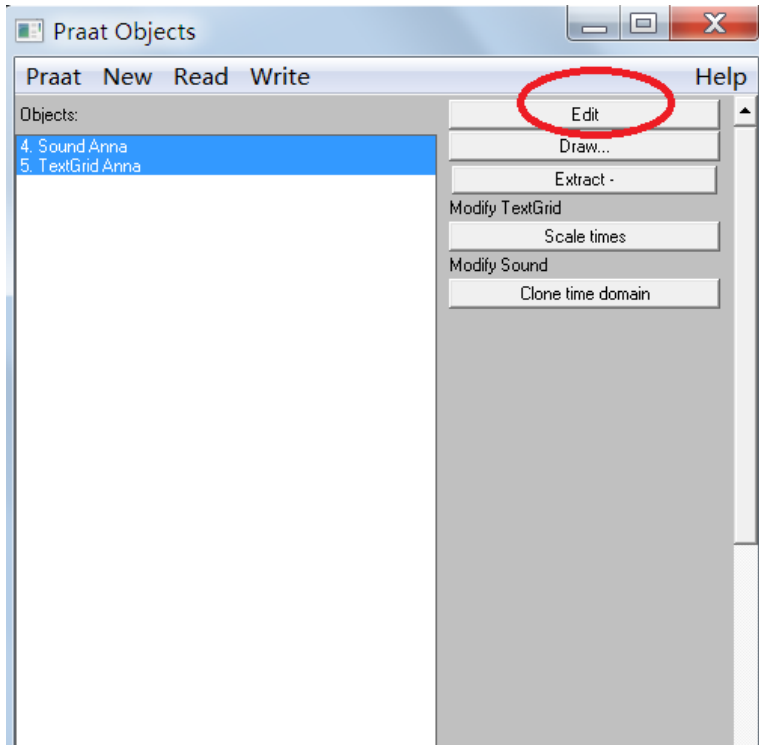 Praat Objects
Praat New Read Write Help
Objects:
4. Sound Anna
5. TextGrid Anna
Edit
Draw...
Extract -
Modify TextGrid
Scale times
Modify Sound
Clone time domain